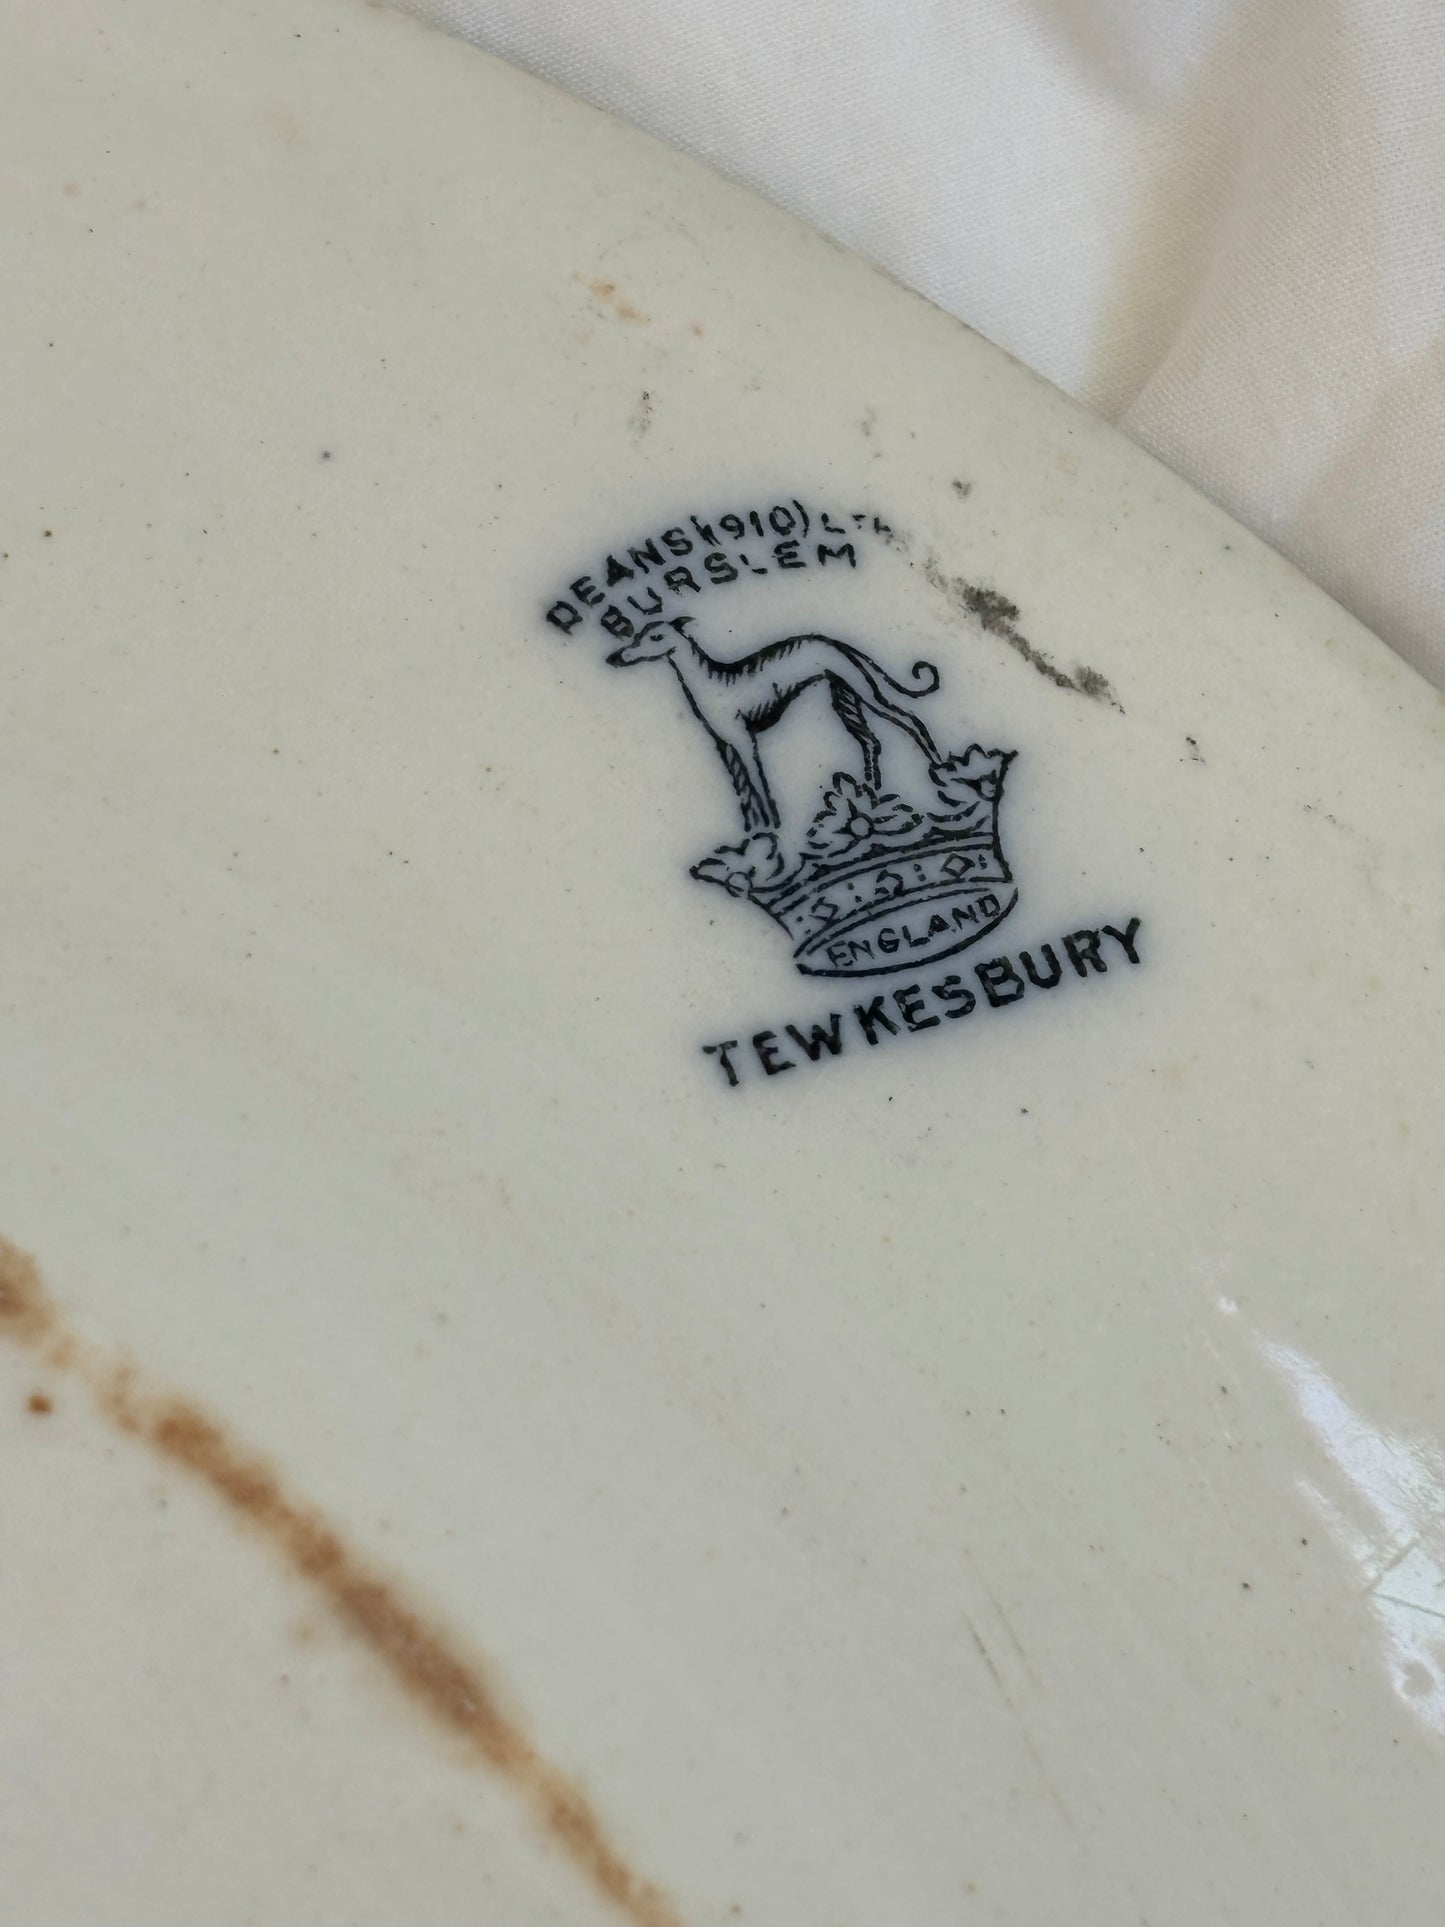 DEANS (1910) LTD
BURSLEM
ENGLAND
TEWKESBURY